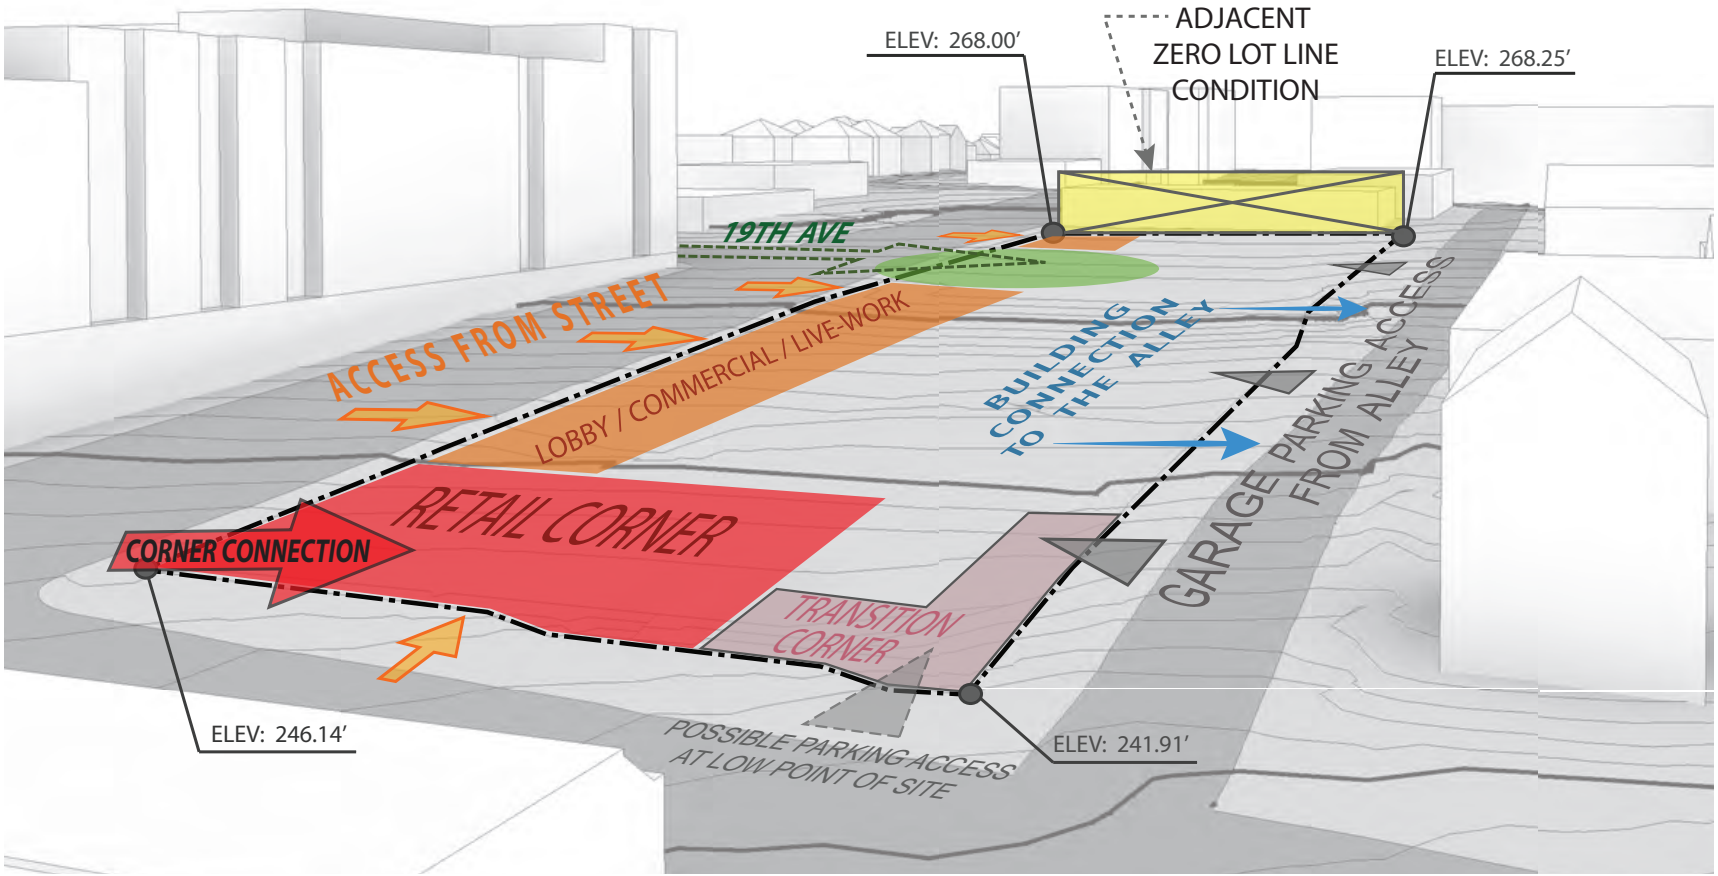 ADJACENT
ZERO LOT LINE
CONDITION
ELEV: 268.00'
ELEV: 268.25'
19TH AVE
ACCESS FROM STREET
LOBBY / COMMERCIAL / LIVE-WORK
BUILDING
CONNECTION
TO THE ALLEY
GARAGE PARKING ACCESS
FROM ALLEY
RETAIL CORNER
CORNER CONNECTION
TRANSITION
CORNER
ELEV: 246.14'
POSSIBLE PARKING ACCESS
AT LOW POINT OF SITE
ELEV: 241.91'